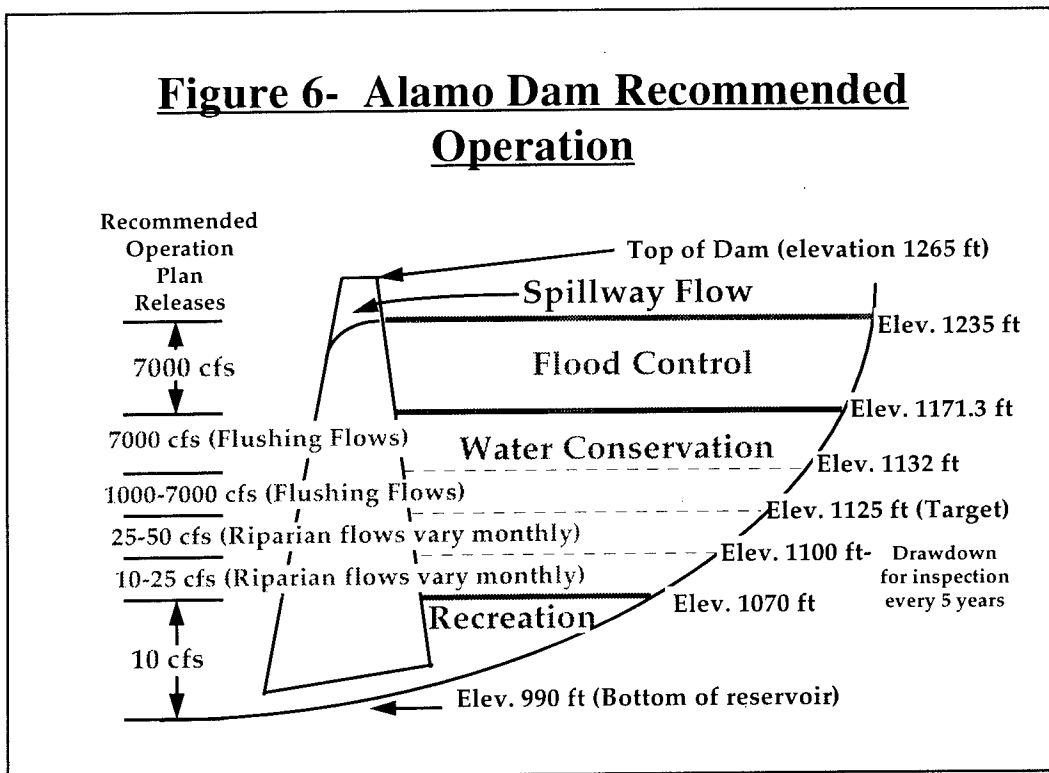 Figure 6- Alamo Dam Recommended
Operation
Recommended
Operation
Plan
Releases
Top of Dam (elevation 1265 ft)
Spillway Flow
Elev. 1235 ft
7000 cfs
Flood Control
Elev. 1171.3 ft
7000 cfs (Flushing Flows)
Water Conservation
Elev. 1132 ft
1000-7000 cfs (Flushing Flows)
Elev. 1125 ft (Target)
25-50 cfs (Riparian flows vary monthly)
Elev. 1100 ft-
Drawdown
for inspection
every 5 years
10-25 cfs (Riparian flows vary monthly)
Elev. 1070 ft
Recreation
10 cfs
Elev. 990 ft (Bottom of reservoir)